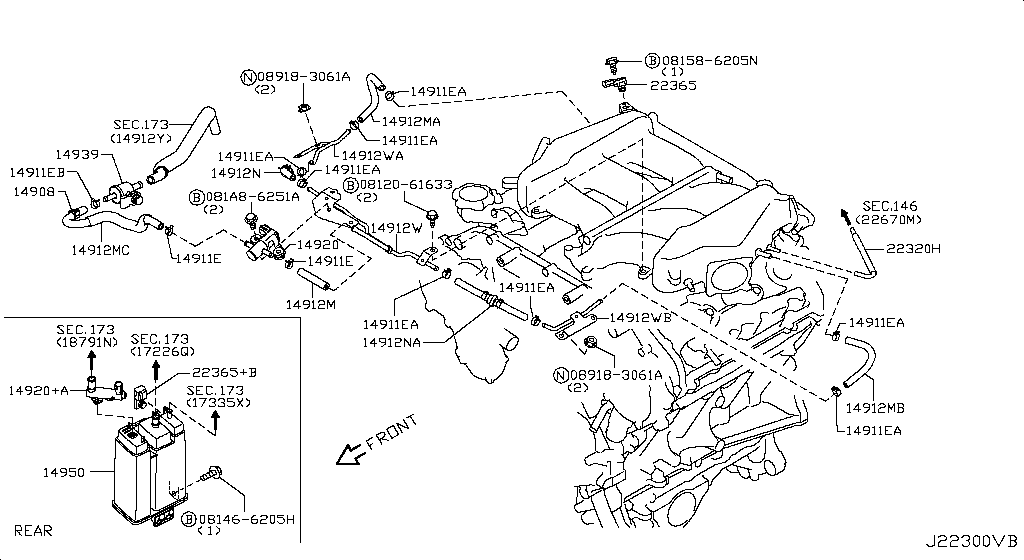 N08918-3061A
(2)
14911EA
B08158-6205N
(1)
22365
SEC.173
(14912Y)
14912MA
14911EA
14939
14911EA
14912WA
14911EB
14912N
14911EA
14908
B081A8-6251A
(2)
B08120-61633
(2)
SEC.146
(22670M)
14912W
14920
14912MC
14911E
14911E
22320H
14911EA
14912M
14911EA
14912WB
14911EA
14912NA
SEC.173
(18791N)
SEC.173
(17226Q)
22365+B
14920+A
SEC.173
(17335X)
N08918-3061A
(2)
14912MB
14911EA
FRONT
14950
B08146-6205H
(1)
REAR
J22300VB